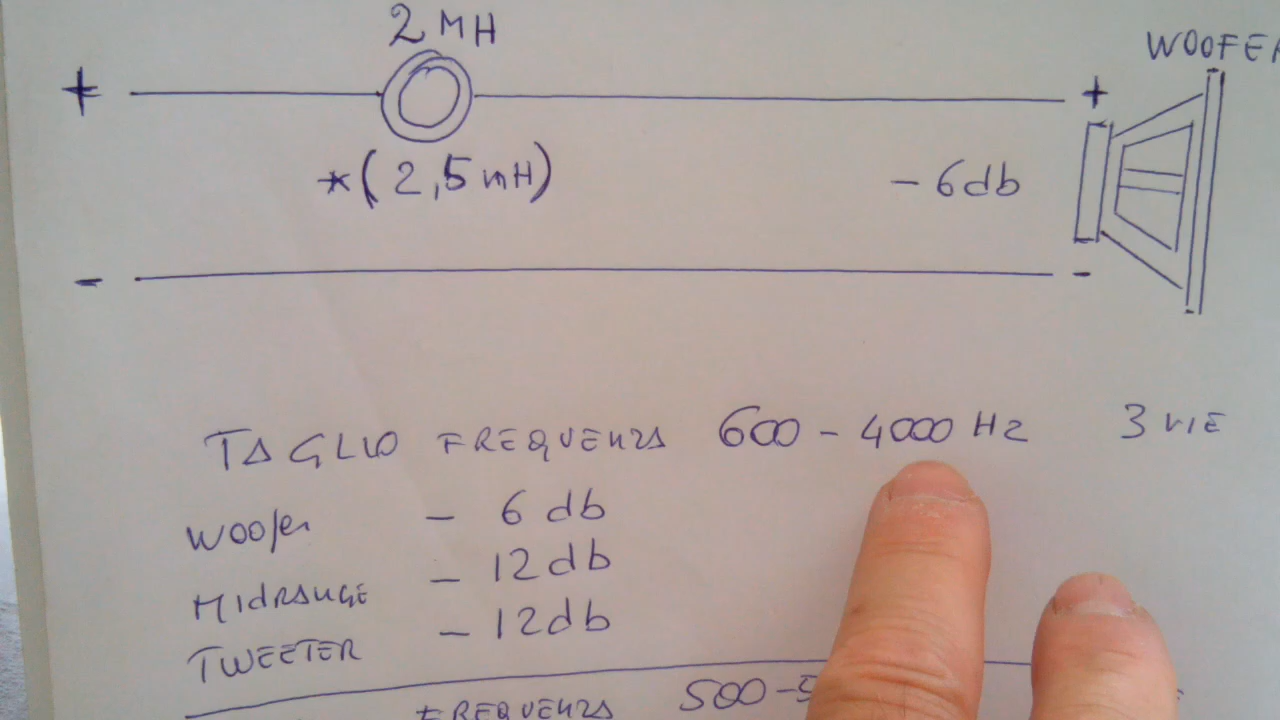 2 MH
WOOFER
+ +
*( 2,5 mH)
- 6db
- -
TAGLIO FREQUENZA 600 - 4000 Hz 3 VIE
Woofer - 6 db
MIDRANGE - 12db
TWEETER - 12db
FREQUENZA 500-5